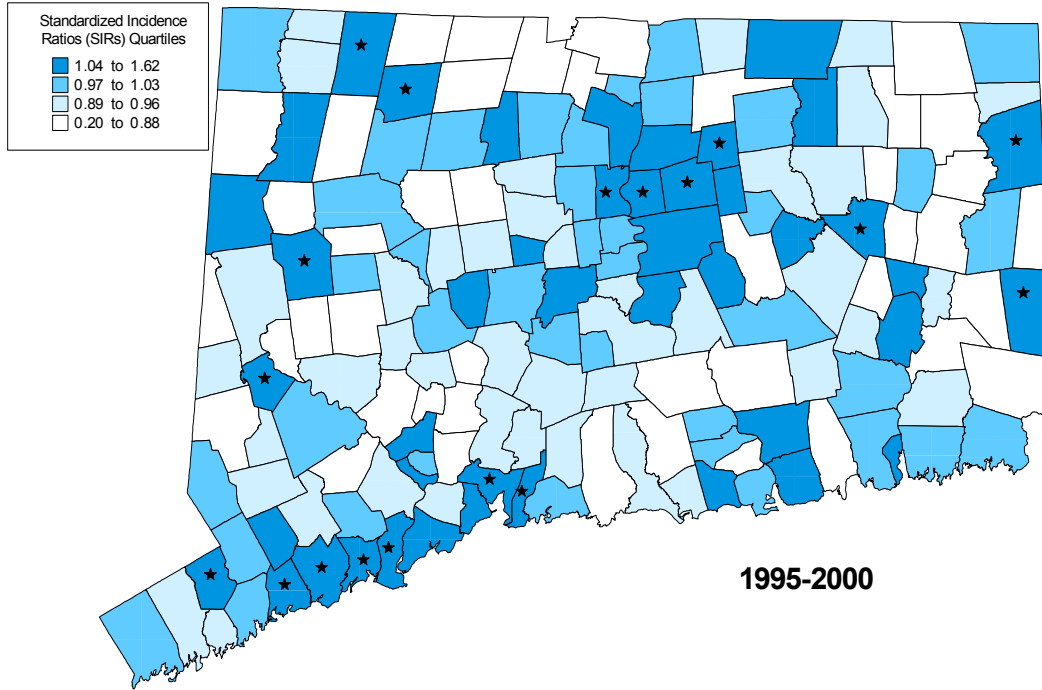 Standardized Incidence
Ratios (SIRs) Quartiles
1.04 to 1.62
0.97 to 1.03
0.89 to 0.96
0.20 to 0.88
1995-2000